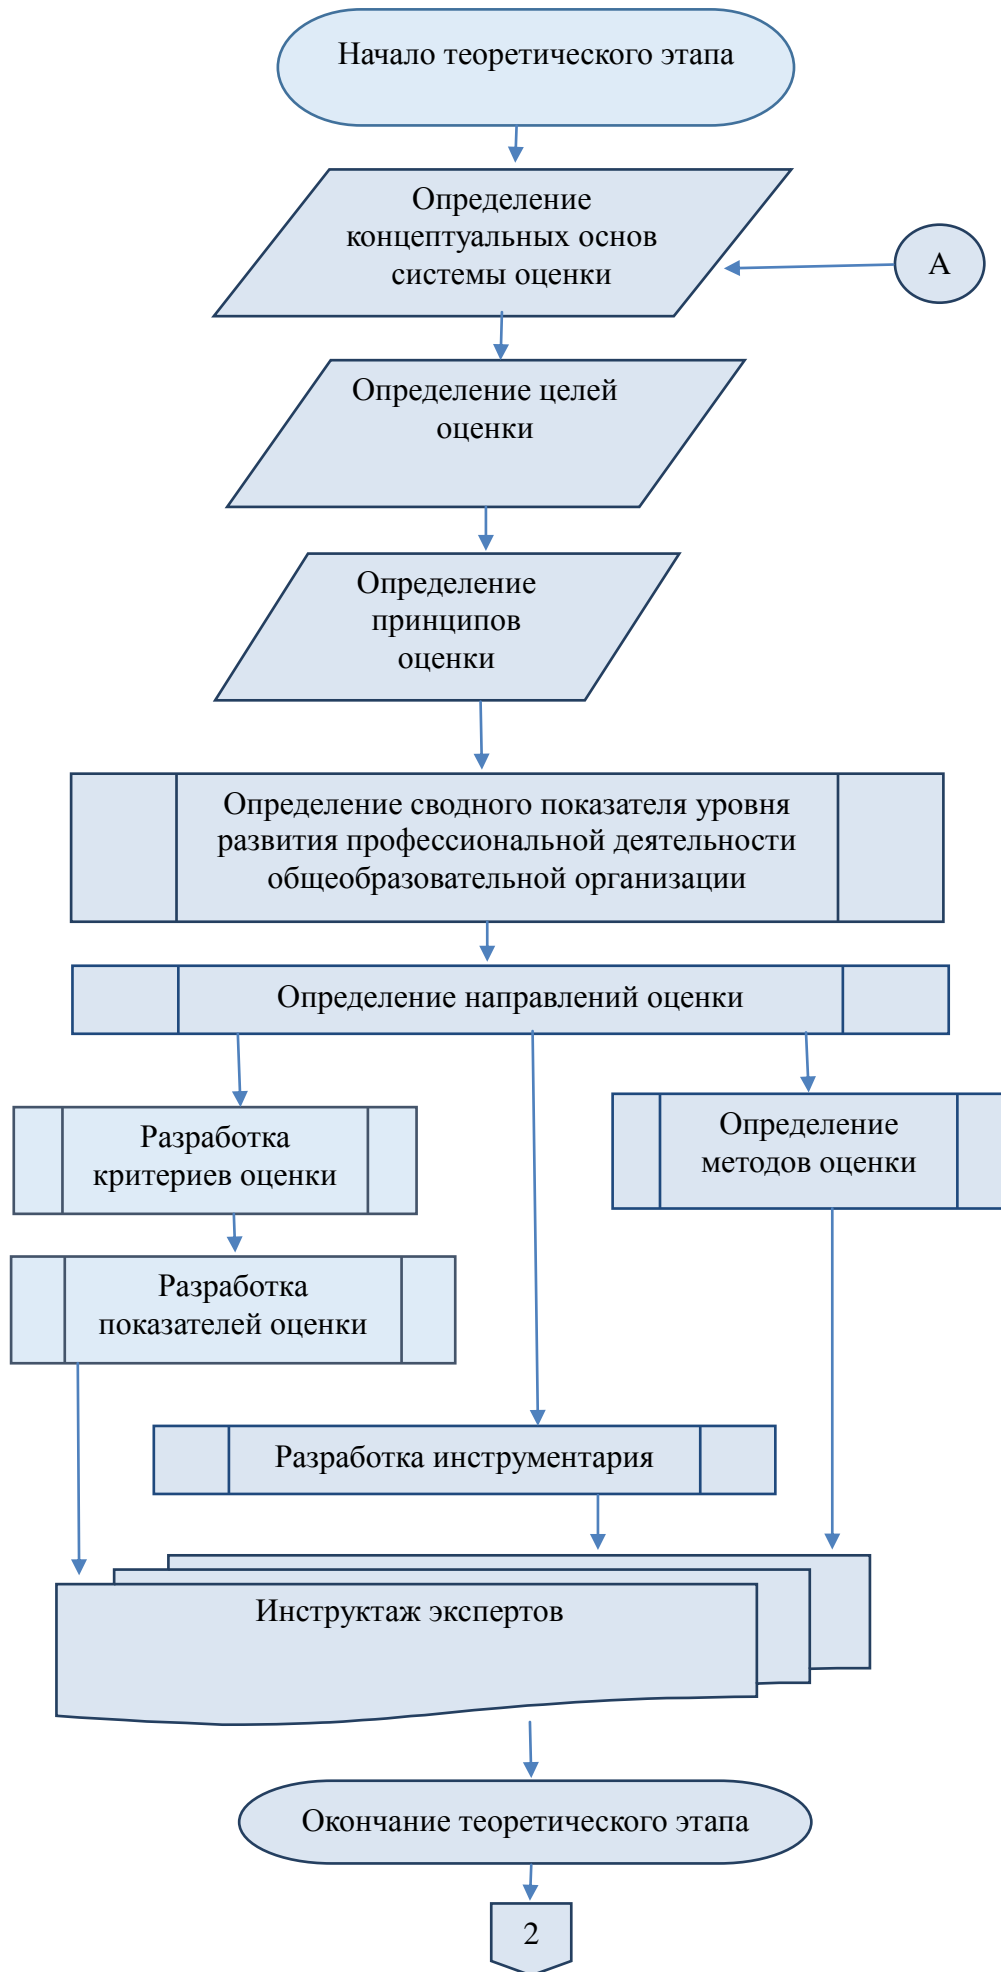 Начало теоретического этапа
Определение
концептуальных основ
системы оценки
А
Определение целей
оценки
Определение
принципов
оценки
Определение сводного показателя уровня
развития профессиональной деятельности
общеобразовательной организации
Определение направлений оценки
Разработка
критериев оценки
Определение
методов оценки
Разработка
показателей оценки
Разработка инструментария
Инструктаж экспертов
Окончание теоретического этапа
2